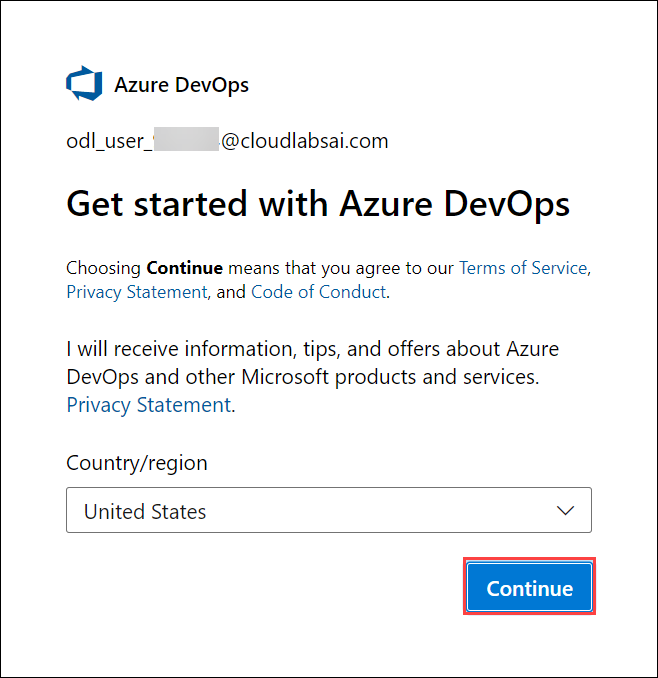 Azure DevOps
odl_user_ @cloudlabsai.com
Get started with Azure DevOps
Choosing Continue means that you agree to our Terms of Service,
Privacy Statement, and Code of Conduct.
I will receive information, tips, and offers about Azure
DevOps and other Microsoft products and services.
Privacy Statement.
Country/region
United States
Continue